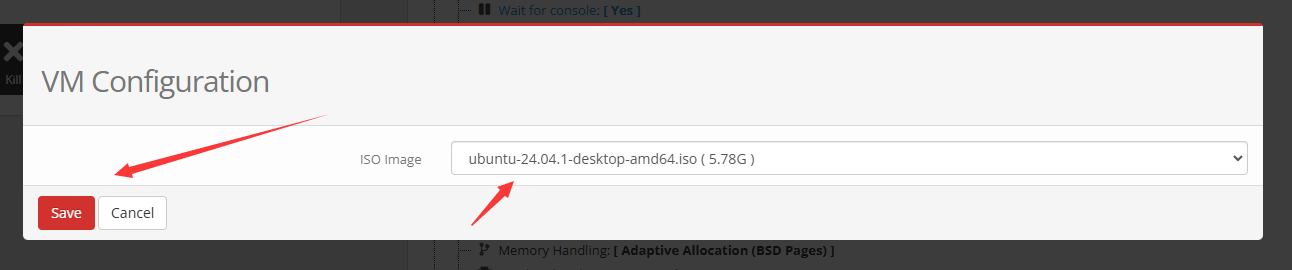 Wait for console: [ Yes ]
Kill
VM Configuration
ISO Image
ubuntu-24.04.1-desktop-amd64.iso ( 5.78G )
Save
Cancel
Memory Handling: [ Adaptive Allocation (BSD Pages) ]